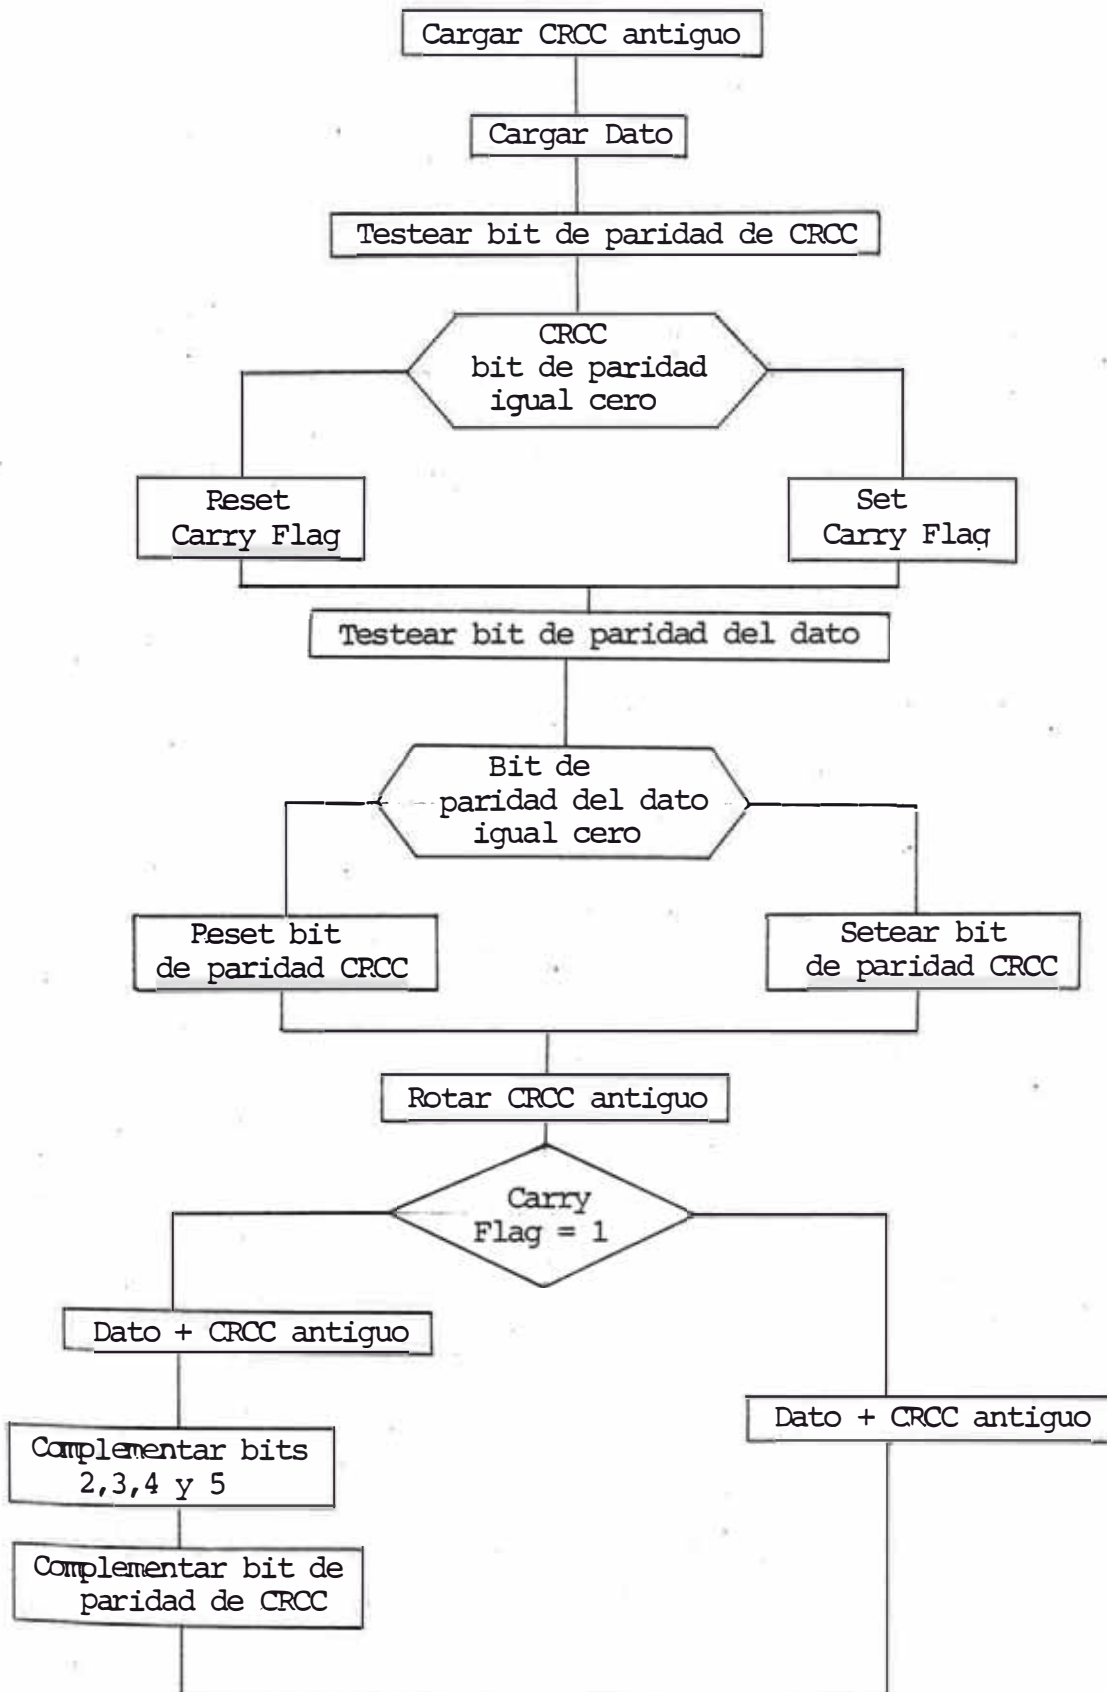 Cargar CRCC antiguo
Cargar Dato
Testear bit de paridad de CRCC
CRCC
bit de paridad
igual cero
Reset
Carry Flag
Set
Carry Flag
Testear bit de paridad del dato
Bit de
paridad del dato
igual cero
Reset bit
de paridad CRCC
Setear bit
de paridad CRCC
Rotar CRCC antiguo
Carry
Flag = 1
Dato + CRCC antiguo
Dato + CRCC antiguo
Complementar bits
2,3,4 y 5
Complementar bit de
paridad de CRCC